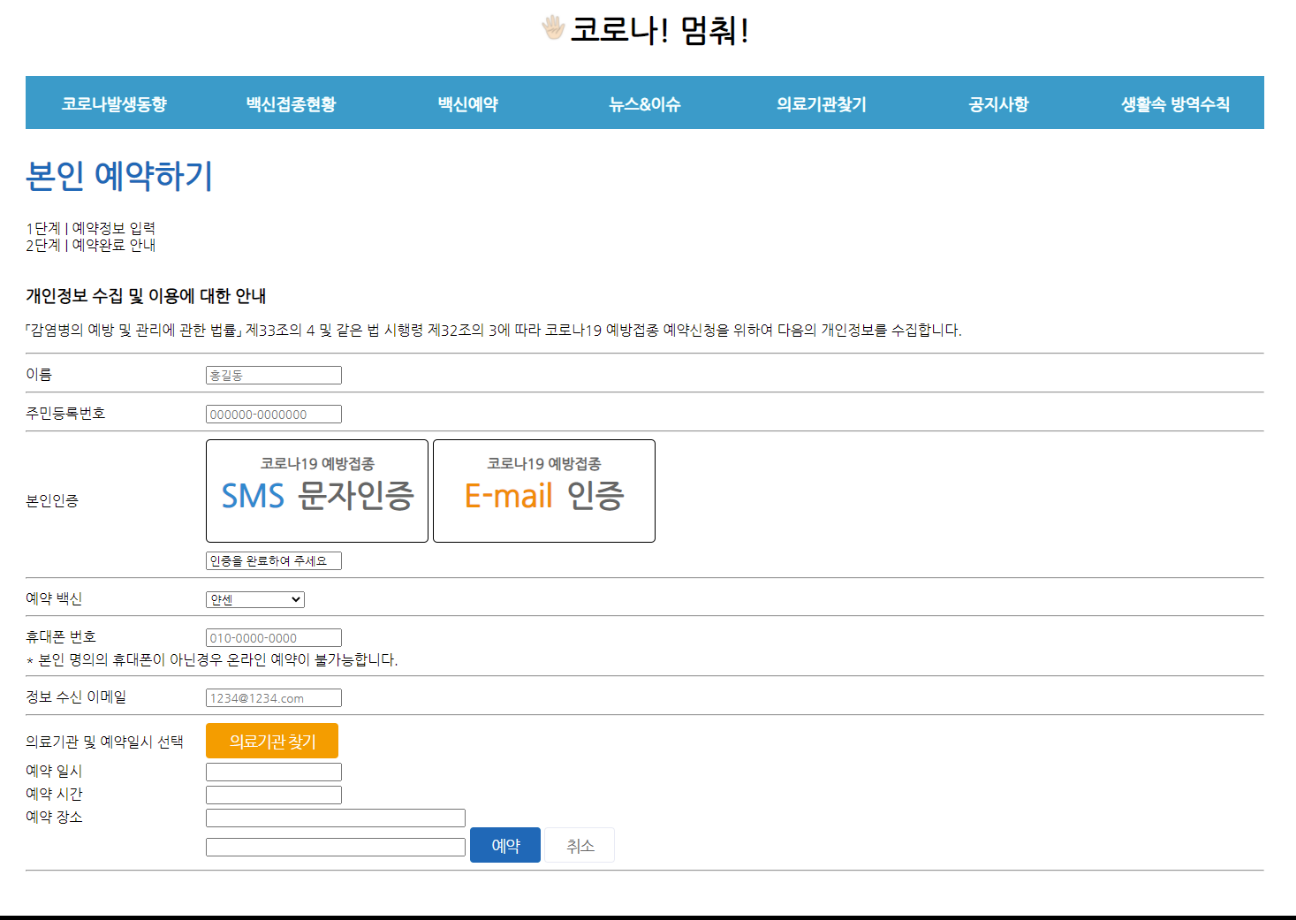 코로나! 멈춰!
코로나발생동향 백신접종현황 백신예약 뉴스&이슈 의료기관찾기 공지사항 생활속 방역수칙
본인 예약하기
1단계 | 예약정보 입력
2단계 | 예약완료 안내
개인정보 수집 및 이용에 대한 안내
「감염병의 예방 및 관리에 관한 법률」 제33조의 4 및 같은 법 시행령 제32조의 3에 따라 코로나19 예방접종 예약신청을 위하여 다음의 개인정보를 수집합니다.
이름 홍길동
주민등록번호 000000-0000000
코로나19 예방접종 코로나19 예방접종
SMS 문자인증 E-mail 인증
본인인증
인증을 완료하여 주세요
예약 백신 얀센
휴대폰 번호 010-0000-0000
* 본인 명의의 휴대폰이 아닌경우 온라인 예약이 불가능합니다.
정보 수신 이메일 1234@1234.com
의료기관 및 예약일시 선택 의료기관 찾기
예약 일시
예약 시간
예약 장소
예약 취소